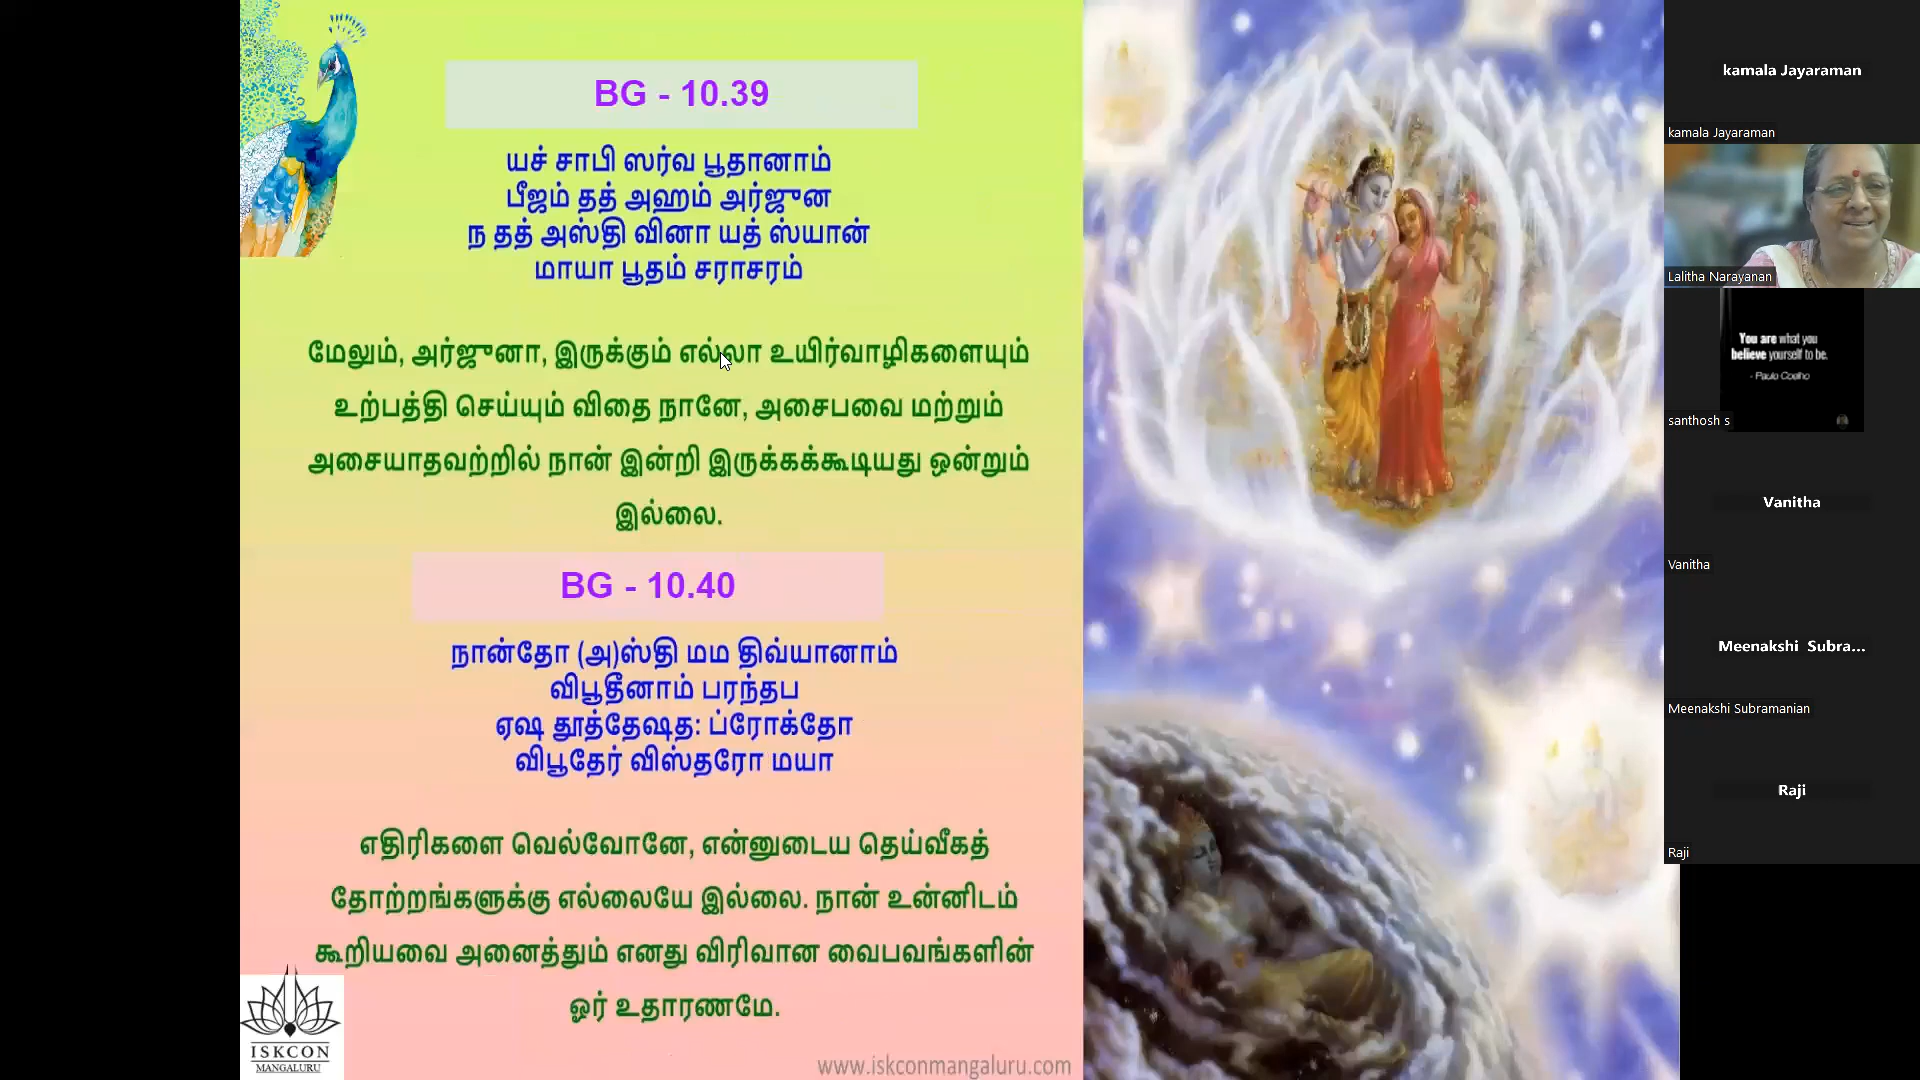 BG - 10.39
யச் சாபி ஸர்வ பூதானாம்
பீஜம் தத் அஹம் அர்ஜுன
ந தத் அஸ்தி வினா யத் ஸ்யான்
மாயா பூதம் சராசரம்
மேலும், அர்ஜுனா, இருக்கும் எல்லா உயிர்வாழிகளையும்
உற்பத்தி செய்யும் விதை நானே, அசைபவை மற்றும்
அசையாதவற்றில் நான் இன்றி இருக்கக்கூடியது ஒன்றும்
இல்லை.
BG - 10.40
நான்தோ (அ)ஸ்தி மம திவ்யானாம்
விபூதீனாம் பரந்தப
ஏஷ தூத்தேஷத: ப்ரோக்தோ
விபூதேர் விஸ்தரோ மயா
எதிரிகளை வெல்வோனே, என்னுடைய தெய்வீகத்
தோற்றங்களுக்கு எல்லையே இல்லை. நான் உன்னிடம்
கூறியவை அனைத்தும் எனது விரிவான வைபவங்களின்
ஓர் உதாரணமே.
ISKCON
MANGALURU
www.iskconmangaluru.com
kamala Jayaraman
kamala Jayaraman
Lalitha Narayanan
You are what you
believe yourself to be.
- Paulo Coelho
santhosh s
Vanitha
Vanitha
Meenakshi Subra...
Meenakshi Subramanian
Raji
Raji